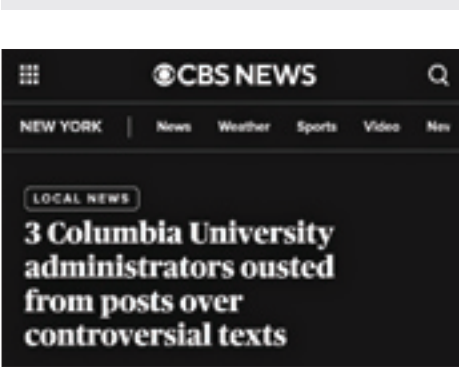 CBS NEWS
NEW YORK | News Weather Sports Video New
LOCAL NEWS
3 Columbia University
administrators ousted
from posts over
controversial texts